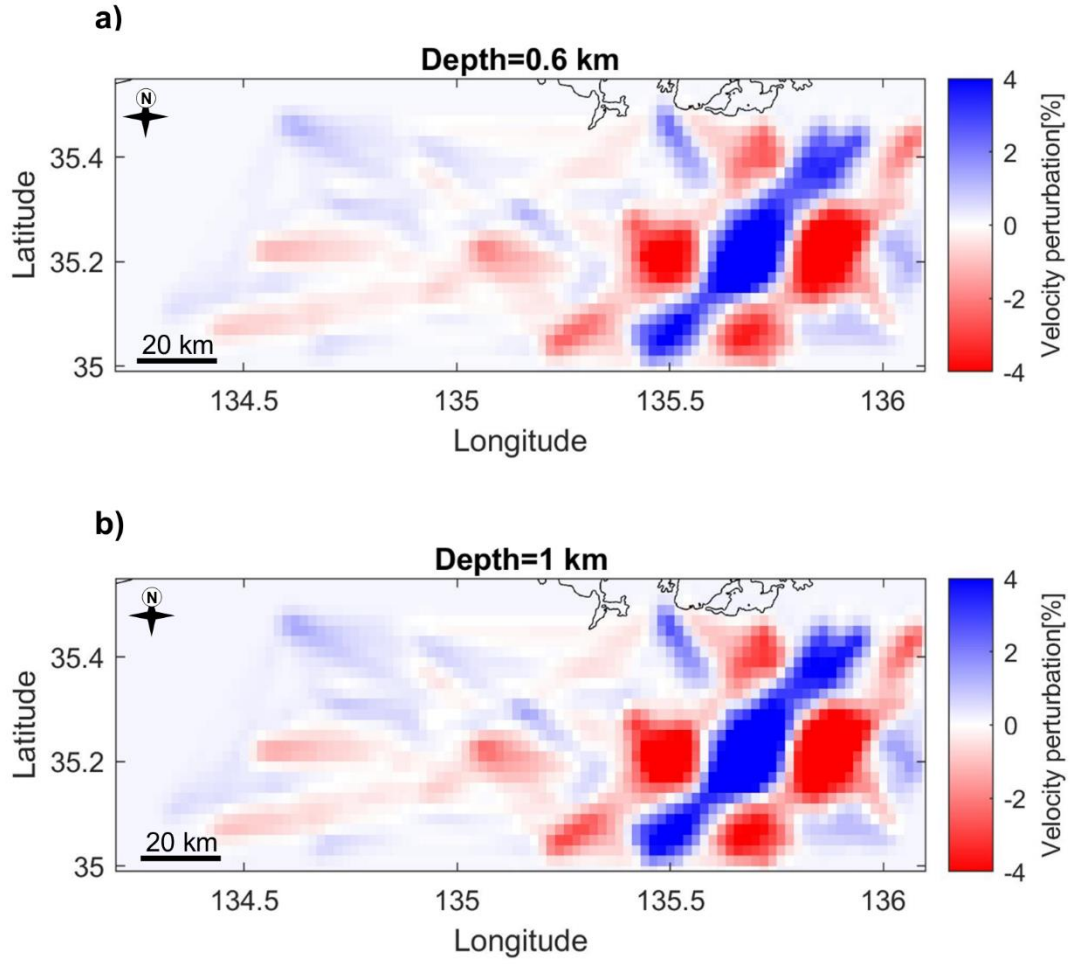 a)
Depth=0.6 km
N
4
35.4
2
Latitude
0
Velocity perturbation[%]
35.2
-2
20 km
35
-4
134.5 135 135.5 136
Longitude
b)
Depth=1 km
N
4
35.4
2
Latitude
0
Velocity perturbation[%]
35.2
-2
20 km
35
-4
134.5 135 135.5 136
Longitude